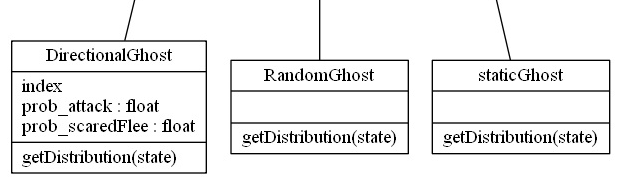 DirectionalGhost
index
prob_attack : float
prob_scaredFlee : float
getDistribution(state)
RandomGhost
getDistribution(state)
staticGhost
getDistribution(state)